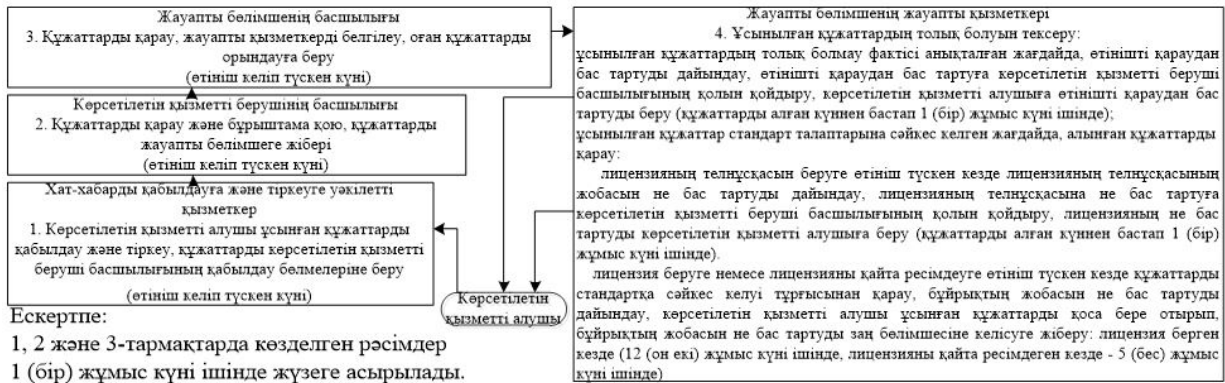 Жауапты бөлімшенің басшылығы
3. Құжаттарды қарау, жауапты қызметкерді белгілеу, оған құжаттарды
орындауға беру
(өтініш келіп түскен күні)
Көрсетілетін қызметті берушінің басшылығы
2. Құжаттарды қарау және бұрыштама қою, құжаттарды
жауапты бөлімшеге жібері
(өтініш келіп түскен күні)
Хат-хабарды қабылдауға және тіркеуге уәкілетті
қызметкер
1. Көрсетілетін қызметті алушы ұсынған құжаттарды
қабылдау және тіркеу, құжаттарды көрсетілетін қызметті
беруші басшылығының қабылдау бөлмелеріне беру
(өтініш келіп түскен күні)
Ескертпе:
1, 2 және 3-тармақтарда көзделген рәсімдер
1 (бір) жұмыс күні ішінде жүзеге асырылады.
Көрсетілетін
қызметті алушы
Жауапты бөлімшенің жауапты қызметкері
4. Ұсынылған құжаттардың толық болуын тексеру:
ұсынылған құжаттардың толық болмау фактісі анықталған жағдайда, өтінішті қараудан
бас тартуды дайындау, өтінішті қараудан бас тартуға көрсетілетін қызметті беруші
басшылығының қолын қойдыру, көрсетілетін қызметті алушыға өтінішті қараудан бас
тартуды беру (құжаттарды алған күннен бастап 1 (бір) жұмыс күні ішінде);
ұсынылған құжаттар стандарт талаптарына сәйкес келген жағдайда, алынған құжаттарды
қарау:
лицензияның телнұсқасын беруге өтініш түскен кезде лицензияның телнұсқасының
жобасын не бас тартуды дайындау, лицензияның телнұсқасына не бас тартуға
көрсетілетін қызметті беруші басшылығының қолын қойдыру, лицензияның не бас
тартуды көрсетілетін қызметті алушыға беру (құжаттарды алған күннен бастап 1 (бір)
жұмыс күні ішінде).
лицензия беруге немесе лицензияны қайта ресімдеуге өтініш түскен кезде құжаттарды
стандартқа сәйкес келуі тұрғысынан қарау, бұйрықтың жобасын не бас тартуды
дайындау, көрсетілетін қызметті алушы ұсынған құжаттарды қоса бере отырып,
бұйрықтың жобасын не бас тартуды заң бөлімшесіне келісуге жіберу: лицензия берген
кезде (12 (он екі) жұмыс күні ішінде, лицензияны қайта ресімдеген кезде - 5 (бес) жұмыс
күні ішінде)